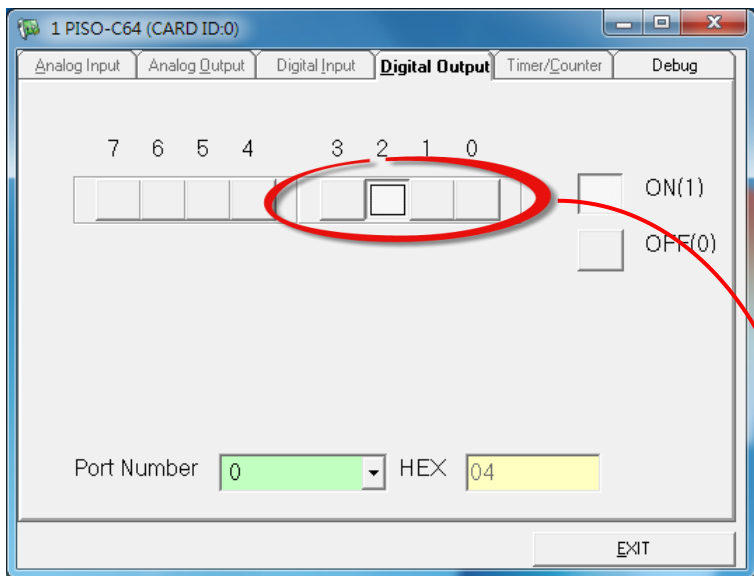 1 PISO-C64 (CARD ID:0)
Analog Input Analog Output Digital Input Digital Output Timer/Counter Debug
7 6 5 4 3 2 1 0
ON(1)
OFF(0)
Port Number 0 HEX 04
EXIT